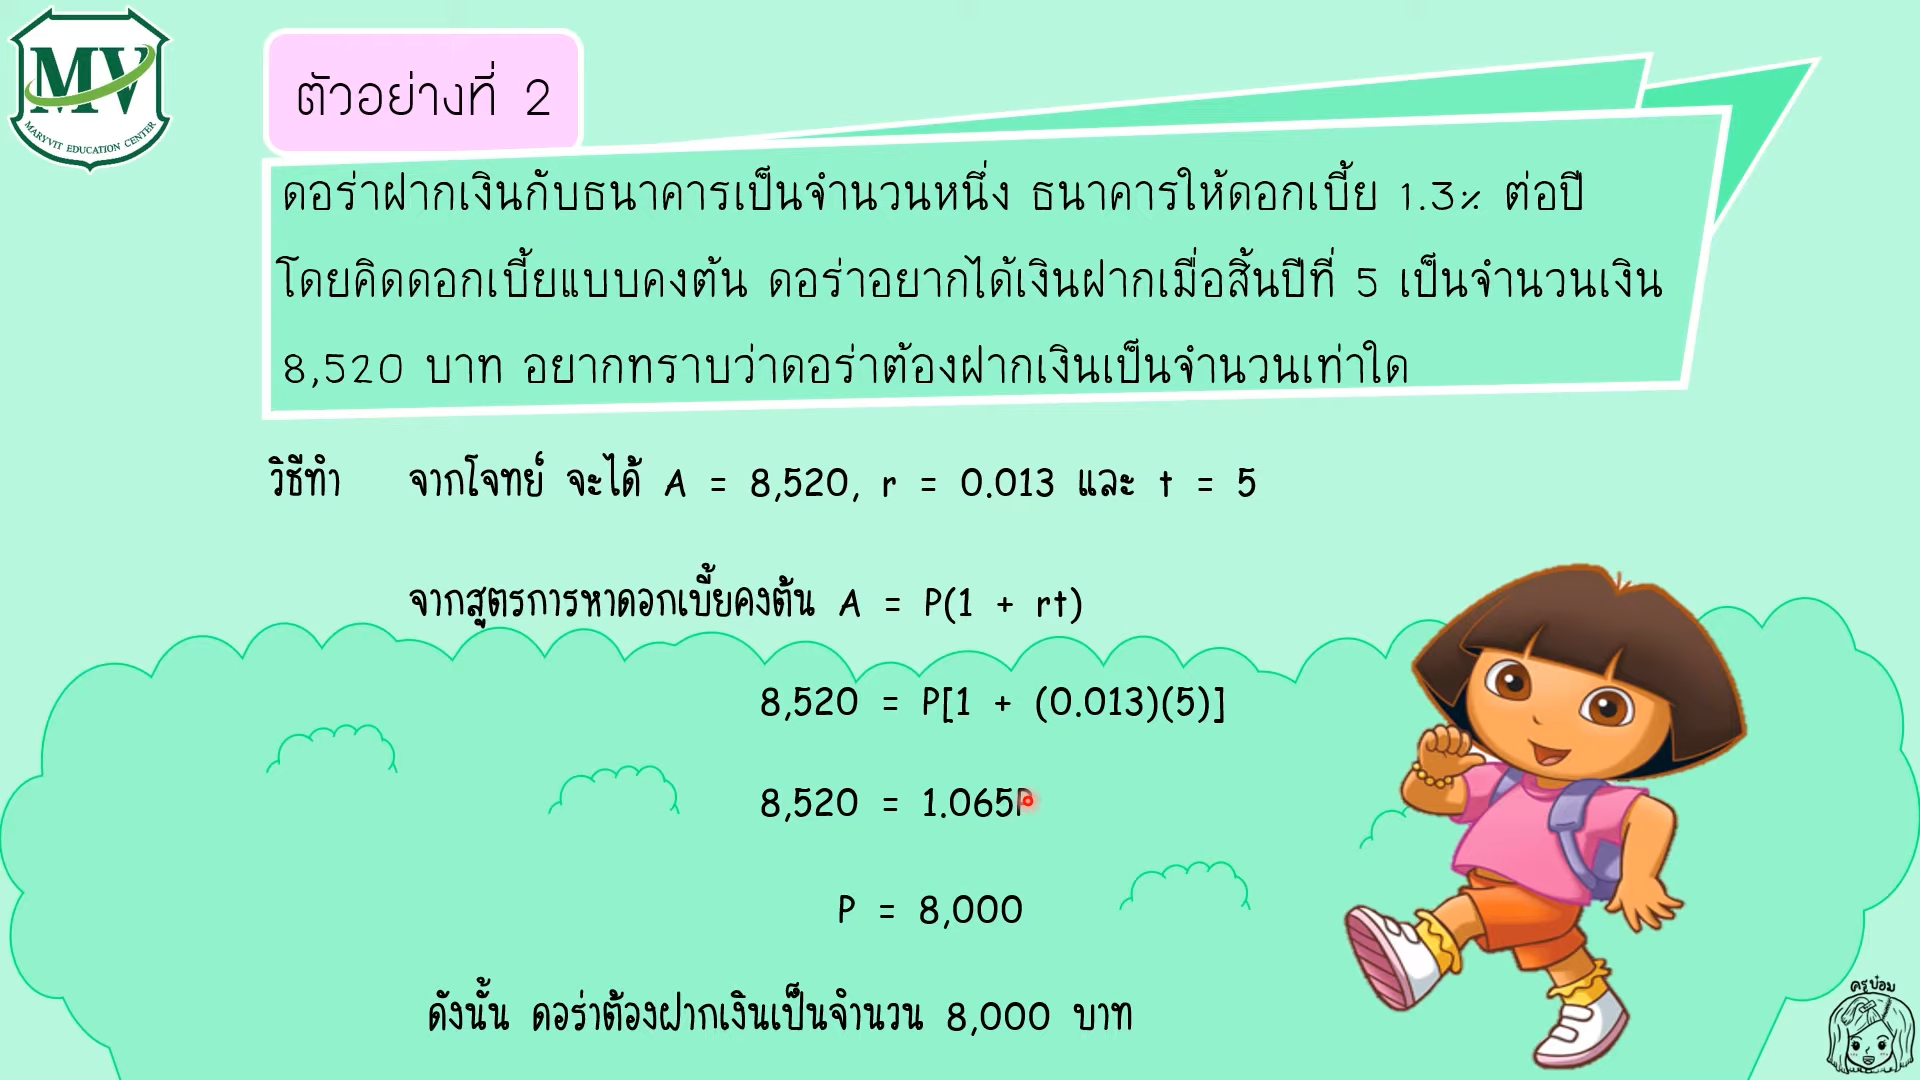 MV
MARYVIT EDUCATION CENTER
ตัวอย่างที่ 2
ดอร่าฝากเงินกับธนาคารเป็นจำนวนหนึ่ง ธนาคารให้ดอกเบี้ย 1.3% ต่อปี
โดยคิดดอกเบี้ยแบบคงต้น ดอร่าอยากได้เงินฝากเมื่อสิ้นปีที่ 5 เป็นจำนวนเงิน
8,520 บาท อยากทราบว่าดอร่าต้องฝากเงินเป็นจำนวนเท่าใด
วิธีทำ จากโจทย์ จะได้ A = 8,520, r = 0.013 และ t = 5
จากสูตรการหาดอกเบี้ยคงต้น A = P(1 + rt)
8,520 = P[1 + (0.013)(5)]
8,520 = 1.065P
P = 8,000
ดังนั้น ดอร่าต้องฝากเงินเป็นจำนวน 8,000 บาท
ครูป๋อม